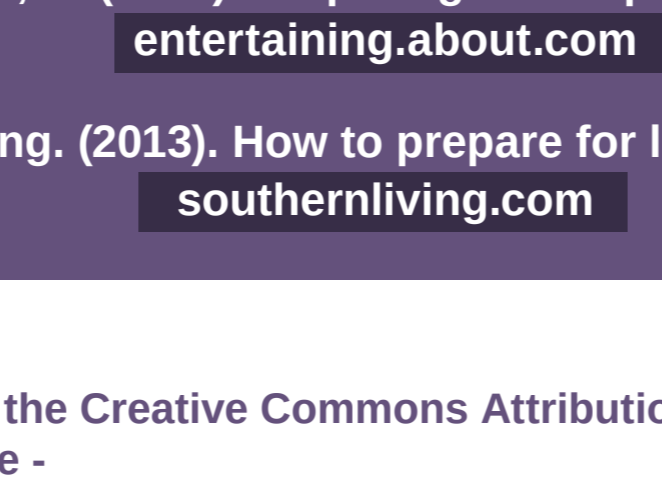 entertaining.about.com
ng. (2013). How to prepare for l
southernliving.com
the Creative Commons Attributio
e -